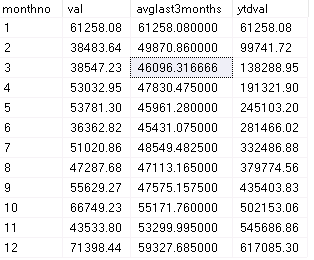 monthno val avglast3months ytdval
1 61258.08 61258.080000 61258.08
2 38483.64 49870.860000 99741.72
3 38547.23 46096.316666 138288.95
4 53032.95 47830.475000 191321.90
5 53781.30 45961.280000 245103.20
6 36362.82 45431.075000 281466.02
7 51020.86 48549.482500 332486.88
8 47287.68 47113.165000 379774.56
9 55629.27 47575.157500 435403.83
10 66749.23 55171.760000 502153.06
11 43533.80 53299.995000 545686.86
12 71398.44 59327.685000 617085.30